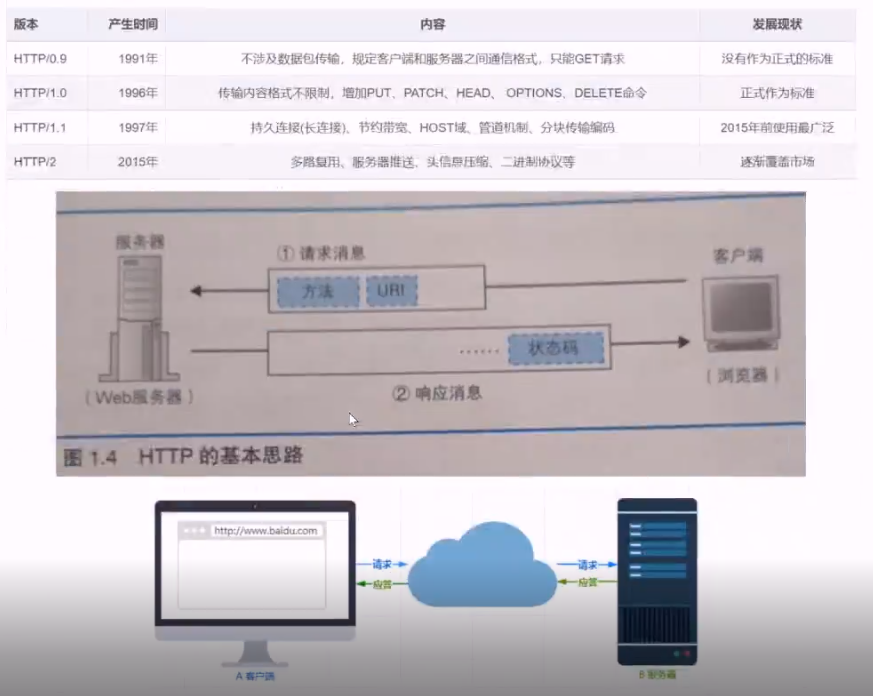 版本 产生时间 内容 发展现状
HTTP/0.9 1991年 不涉及数据包传输，规定客户端和服务器之间通信格式，只能GET请求 没有作为正式的标准
HTTP/1.0 1996年 传输内容格式不限制，增加PUT、PATCH、HEAD、 OPTIONS、DELETE命令 正式作为标准
HTTP/1.1 1997年 持久连接(长连接)、节约带宽、HOST域、管道机制、分块传输编码 2015年前使用最广泛
HTTP/2 2015年 多路复用、服务器推送、头信息压缩、二进制协议等 逐渐覆盖市场
服务器
① 请求消息
客户端
方法 URI
…… 状态码
（Web服务器）
② 响应消息
（浏览器）
图 1.4 HTTP 的基本思路
http://www.baidu.com
请求 请求
应答 应答
A 客户端 B 服务器